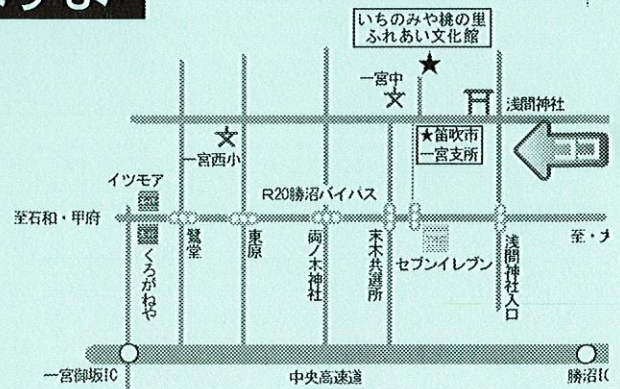 いちのみや桃の里
ふれあい文化館
一宮中
浅間神社
★笛吹市
一宮支所
一宮西小
イツモア
R20勝沼バイパス
至石和・甲府
至・大
くろがねや
鷺堂
東原
両ノ木神社
末木共選所
セブンイレブン
浅間神社入口
一宮御坂IC
中央高速道
勝沼IC